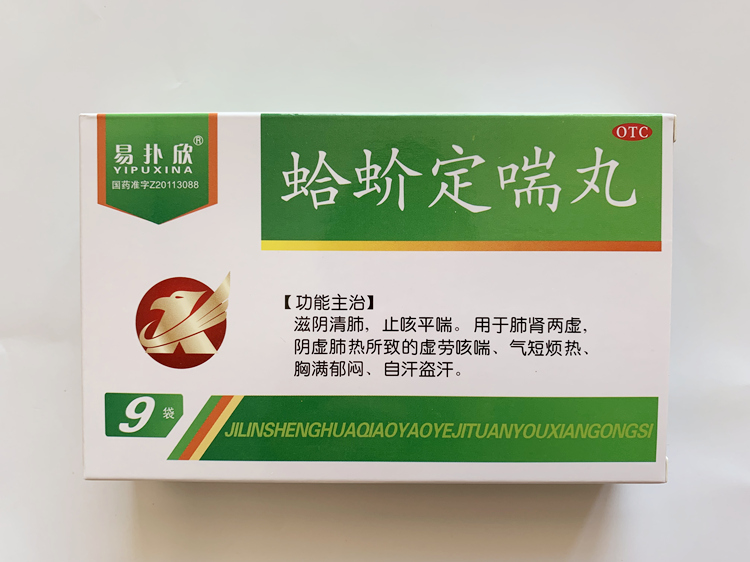 易扑欣®
YIPUXINA
国药准字Z20113088
OTC
蛤蚧定喘丸
【功能主治】
滋阴清肺，止咳平喘。用于肺肾两虚，
阴虚肺热所致的虚劳咳喘、气短烦热、
胸满郁闷、自汗盗汗。
9袋
JILINSHENGHUAQIAOYAOYEJITUANYOUXIANGONGSI